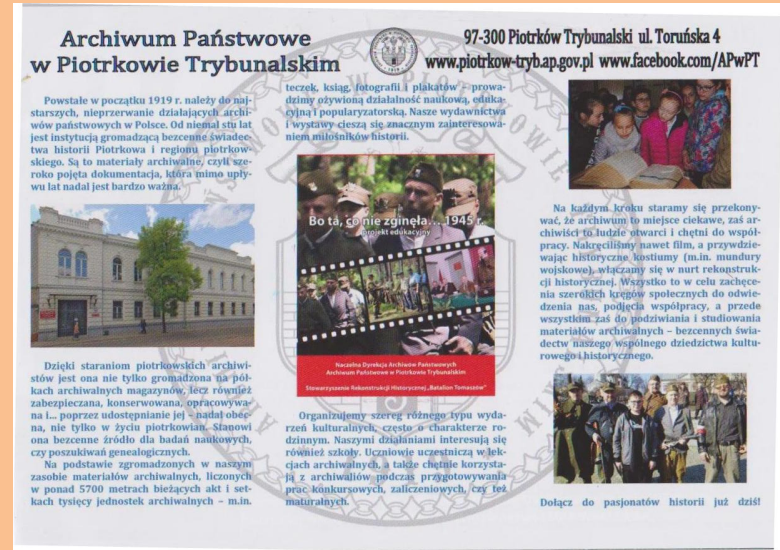 Archiwum Państwowe
w Piotrkowie Trybunalskim
97-300 Piotrków Trybunalski ul. Toruńska 4
www.piotrkow-tryb.ap.gov.pl www.facebook.com/APwPT
Powstałe w początku 1919 r. należy do naj-
starszych, nieprzerwanie działających archi-
wów państwowych w Polsce. Od niemal stu lat
jest instytucją gromadzącą bezcenne świadec-
twa historii Piotrkowa i regionu piotrkow-
skiego. Są to materiały archiwalne, czyli sze-
roko pojęta dokumentacja, która mimo upły-
wu lat nadal jest bardzo ważna.
Dzięki staraniom piotrkowskich archiwi-
stów jest ona nie tylko gromadzona na pół-
kach archiwalnych magazynów, lecz również
zabezpieczana, konserwowana, opracowywa-
na i... poprzez udostępnianie jej – nadal obec-
na, nie tylko w życiu piotrkowian. Stanowi
ona bezcenne źródło dla badań naukowych,
czy poszukiwań genealogicznych.
Na podstawie zgromadzonych w naszym
zasobie materiałów archiwalnych, liczonych
w ponad 5700 metrach bieżących akt i set-
kach tysięcy jednostek archiwalnych – m.in.
teczek, ksiąg, fotografii i plakatów – prowa-
dzimy ożywioną działalność naukową, eduka-
cyjną i popularyzatorską. Nasze wydawnictwa
i wystawy cieszą się znacznym zainteresowa-
niem miłośników historii.
Bo ta, co nie zginęła... 1945 r.
projekt edukacyjny
Naczelna Dyrekcja Archiwów Państwowych
Archiwum Państwowe w Piotrkowie Trybunalskim
Stowarzyszenie Rekonstrukcji Historycznej „Batalion Tomaszów”
Organizujemy szereg różnego typu wyda-
rzeń kulturalnych, często o charakterze ro-
dzinnym. Naszymi działaniami interesują się
również szkoły. Uczniowie uczestniczą w lek-
cjach archiwalnych, a także chętnie korzysta-
ją z archiwaliów podczas przygotowywania
prac konkursowych, zaliczeniowych, czy też
maturalnych.
Na każdym kroku staramy się przekony-
wać, że archiwum to miejsce ciekawe, zaś ar-
chiwiści to ludzie otwarci i chętni do współ-
pracy. Nakręciliśmy nawet film, a przywdzie-
wając historyczne kostiumy (m.in. mundury
wojskowe), włączamy się w nurt rekonstruk-
cji historycznej. Wszystko to w celu zachęce-
nia szerokich kręgów społecznych do odwie-
dzenia nas, podjęcia współpracy, a przede
wszystkim zaś do podziwiania i studiowania
materiałów archiwalnych – bezcennych świa-
dectw naszego wspólnego dziedzictwa kultu-
rowego i historycznego.
Dołącz do pasjonatów historii już dziś!